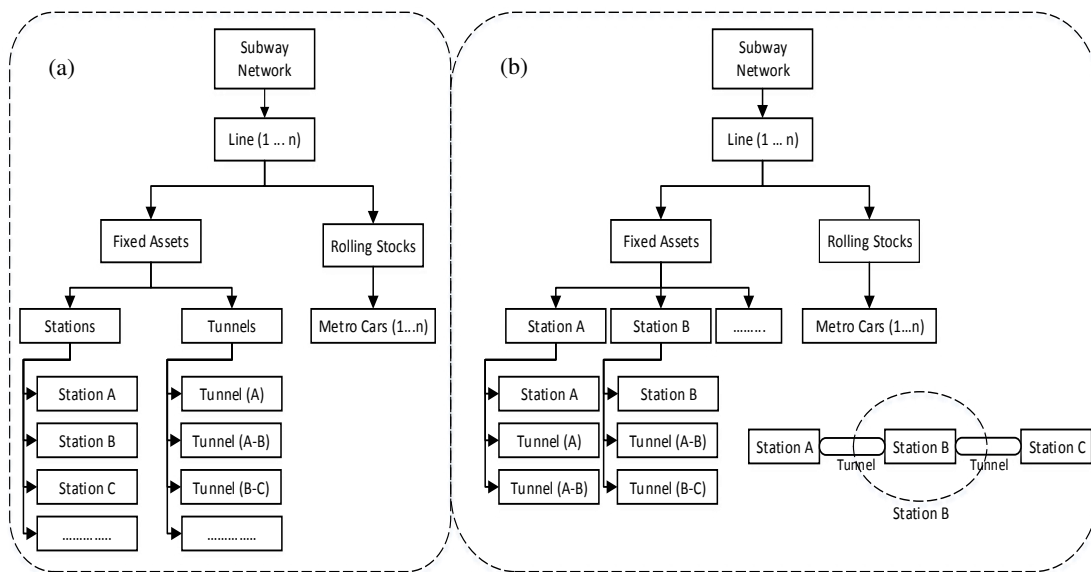 (a)
Subway
Network
Line (1 ... n)
Fixed Assets
Rolling Stocks
Stations
Tunnels
Metro Cars (1...n)
Station A
Station B
Station C
..............
Tunnel (A)
Tunnel (A-B)
Tunnel (B-C)
..............
(b)
Subway
Network
Line (1 ... n)
Fixed Assets
Rolling Stocks
Station A
Station B
.........
Metro Cars (1...n)
Station A
Tunnel (A)
Tunnel (A-B)
Station B
Tunnel (A-B)
Tunnel (B-C)
Station A
Tunnel
Station B
Tunnel
Station C
Station B